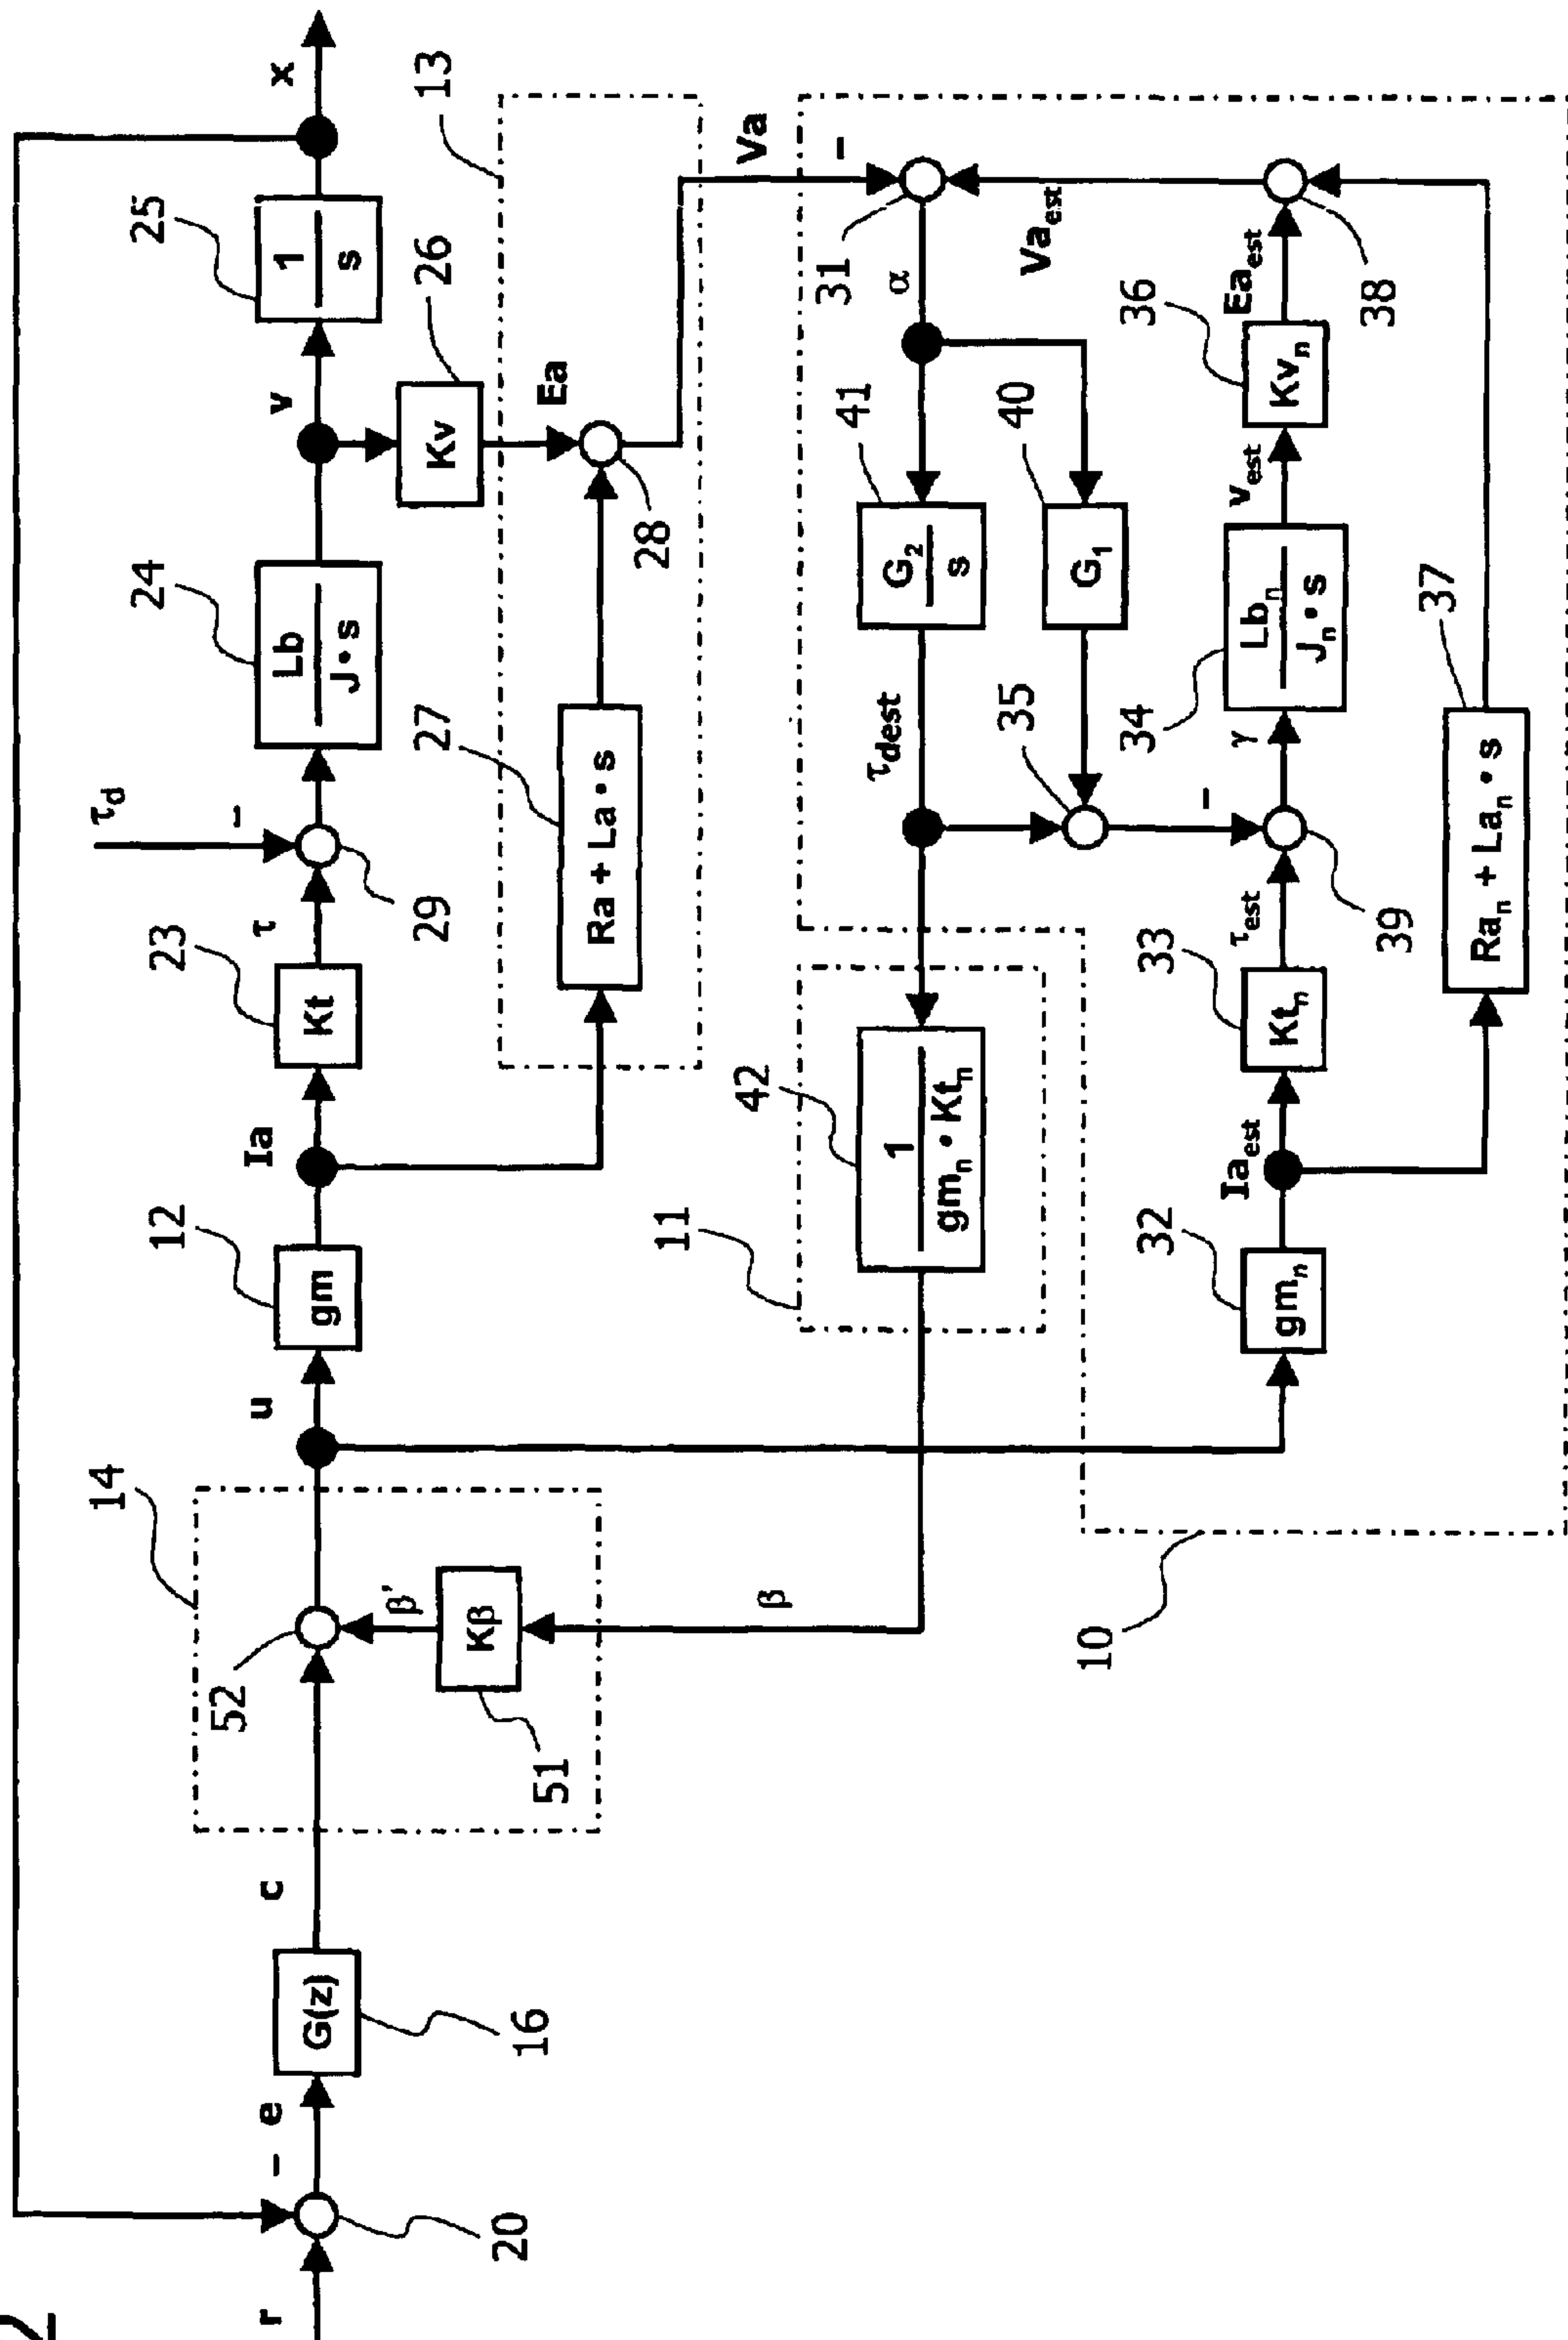 2
r
−
e
20
G(z)
16
c
14
52
β'
Kβ
51
β
u
12
gm
Ia
23
Kt
τ
τd
−
29
24
Lb
J•s
v
25
1
s
x
26
Kv
13
Ea
28
27
Ra + La • s
Va
−
31
α
Vaest
41
G2
s
40
G1
τdest
35
11
42
1
gmn • Ktn
10
32
gmn
Iaest
33
Ktn
τest
−
39
γ
34
Lbn
Jn • s
vest
36
Kvn
Eaest
38
37
Ran + Lan • s